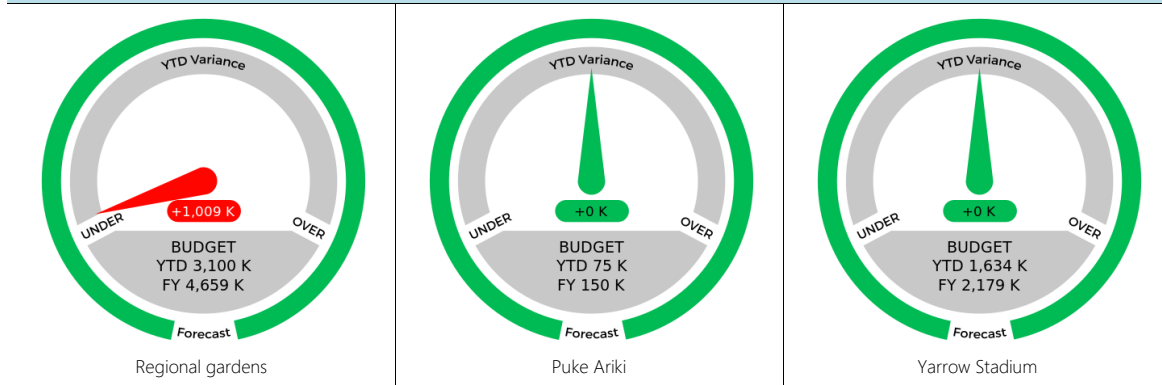 YTD Variance
+1,009 K
UNDER
OVER
BUDGET
YTD 3,100 K
FY 4,659 K
Forecast
Regional gardens
YTD Variance
+0 K
UNDER
OVER
BUDGET
YTD 75 K
FY 150 K
Forecast
Puke Ariki
YTD Variance
+0 K
UNDER
OVER
BUDGET
YTD 1,634 K
FY 2,179 K
Forecast
Yarrow Stadium